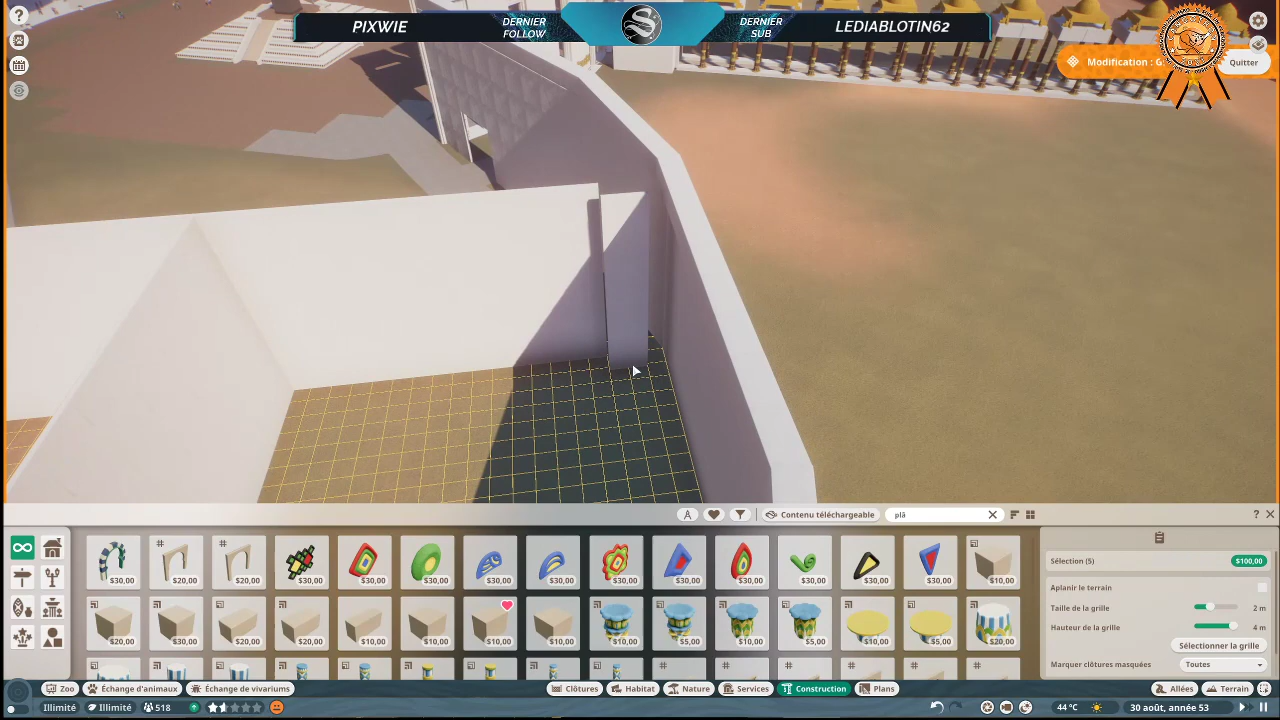 PIXWIE
DERNIER
FOLLOW
DERNIER
SUB
LEDIABLOTIN62
Modification : G
Quitter
Contenu téléchargeable
plâ
$30,00
$20,00
$20,00
$30,00
$30,00
$30,00
$30,00
$30,00
$30,00
$30,00
$30,00
$30,00
$30,00
$30,00
$10,00
$20,00
$30,00
$20,00
$20,00
$10,00
$10,00
$10,00
$10,00
$10,00
$5,00
$10,00
$5,00
$10,00
$5,00
$20,00
Sélection (5)
$100,00
Aplanir le terrain
Taille de la grille
2 m
Hauteur de la grille
4 m
Sélectionner la grille
Marquer clôtures masquées
Toutes
Zoo
Échange d'animaux
Échange de vivariums
Clôtures
Habitat
Nature
Services
Construction
Plans
Allées
Terrain
Illimité
Illimité
518
44 °C
30 août, année 53